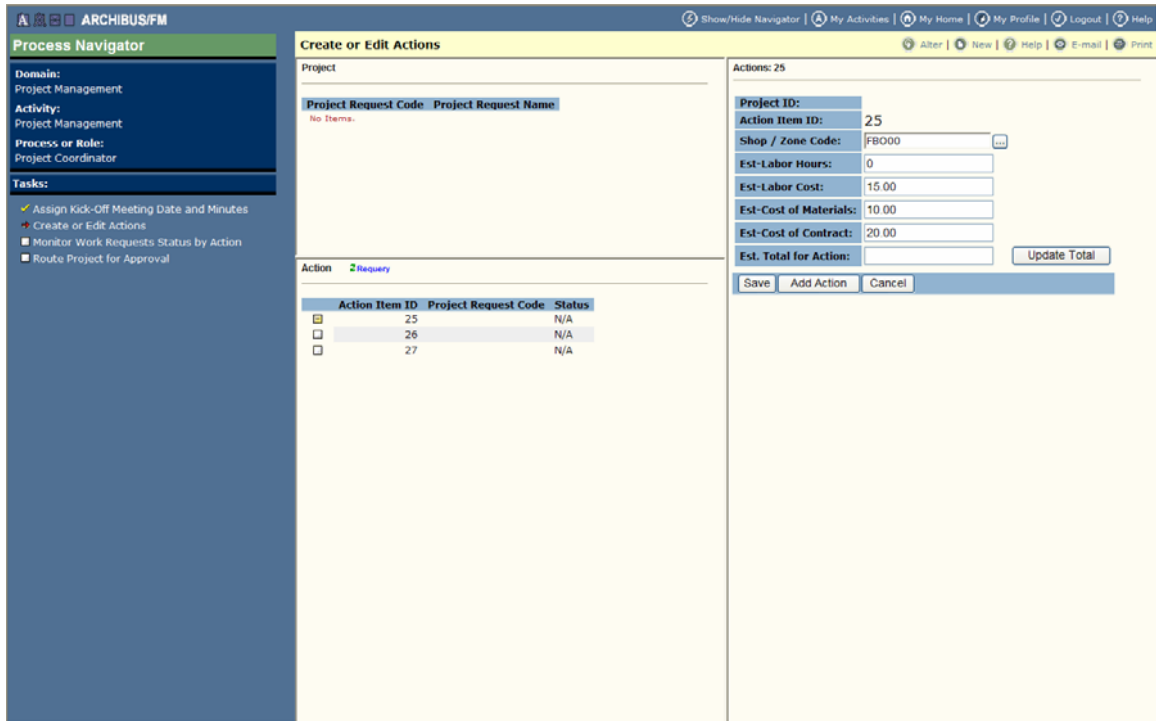 ARCHIBUS/FM
Show/Hide Navigator | My Activities | My Home | My Profile | Logout | Help
Process Navigator
Domain:
Project Management
Activity:
Project Management
Process or Role:
Project Coordinator
Tasks:
Assign Kick-Off Meeting Date and Minutes
Create or Edit Actions
Monitor Work Requests Status by Action
Route Project for Approval
Create or Edit Actions
Alter | New | Help | E-mail | Print
Project
Project Request Code Project Request Name
No Items.
Action Requery
Action Item ID Project Request Code Status
25 N/A
26 N/A
27 N/A
Actions: 25
Project ID:
Action Item ID: 25
Shop / Zone Code: FBO00 ...
Est-Labor Hours: 0
Est-Labor Cost: 15.00
Est-Cost of Materials: 10.00
Est-Cost of Contract: 20.00
Est. Total for Action: Update Total
Save Add Action Cancel